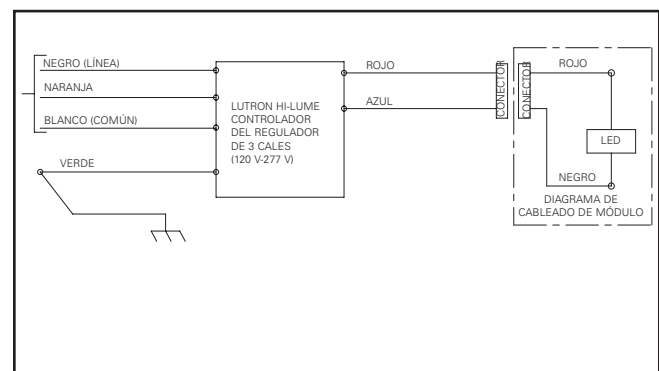 NEGRO (LÍNEA)
NARANJA
BLANCO (COMÚN)
VERDE
LUTRON HI-LUME
CONTROLADOR
DEL REGULADOR
DE 3 CALES
(120 V-277 V)
ROJO
AZUL
CONECTOR
CONECTOR
ROJO
LED
NEGRO
DIAGRAMA DE
CABLEADO DE MÓDULO